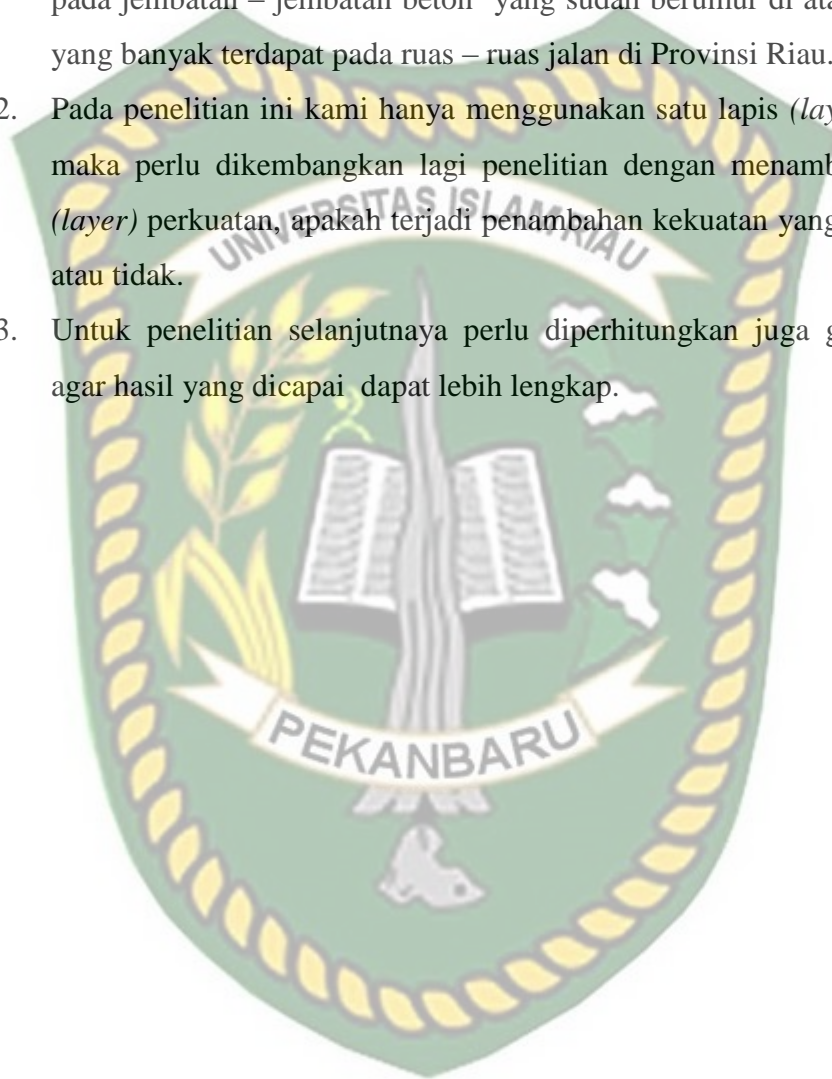 pada jembatan – jembatan beton yang sudah berumur di
yang banyak terdapat pada ruas – ruas jalan di Provinsi Riau.
2. Pada penelitian ini kami hanya menggunakan satu lapis
maka perlu dikembangkan lagi penelitian dengan
(layer) perkuatan, apakah terjadi penambahan kekuatan yang
atau tidak.
3. Untuk penelitian selanjutnaya perlu diperhitungkan juga
agar hasil yang dicapai dapat lebih lengkap.
UNIVERSITAS ISLAM RIAU
PEKANBARU